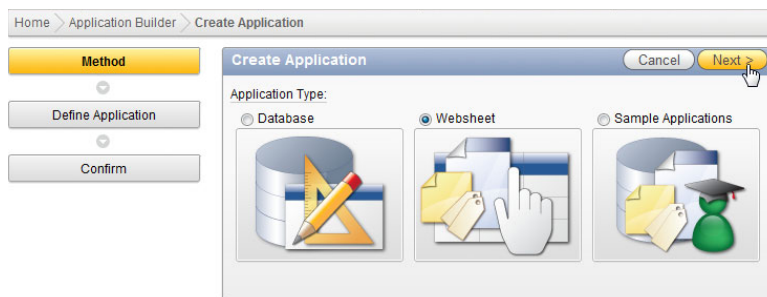 Home > Application Builder > Create Application
Method
Define Application
Confirm
Create Application
Cancel
Next >
Application Type:
Database
Websheet
Sample Applications